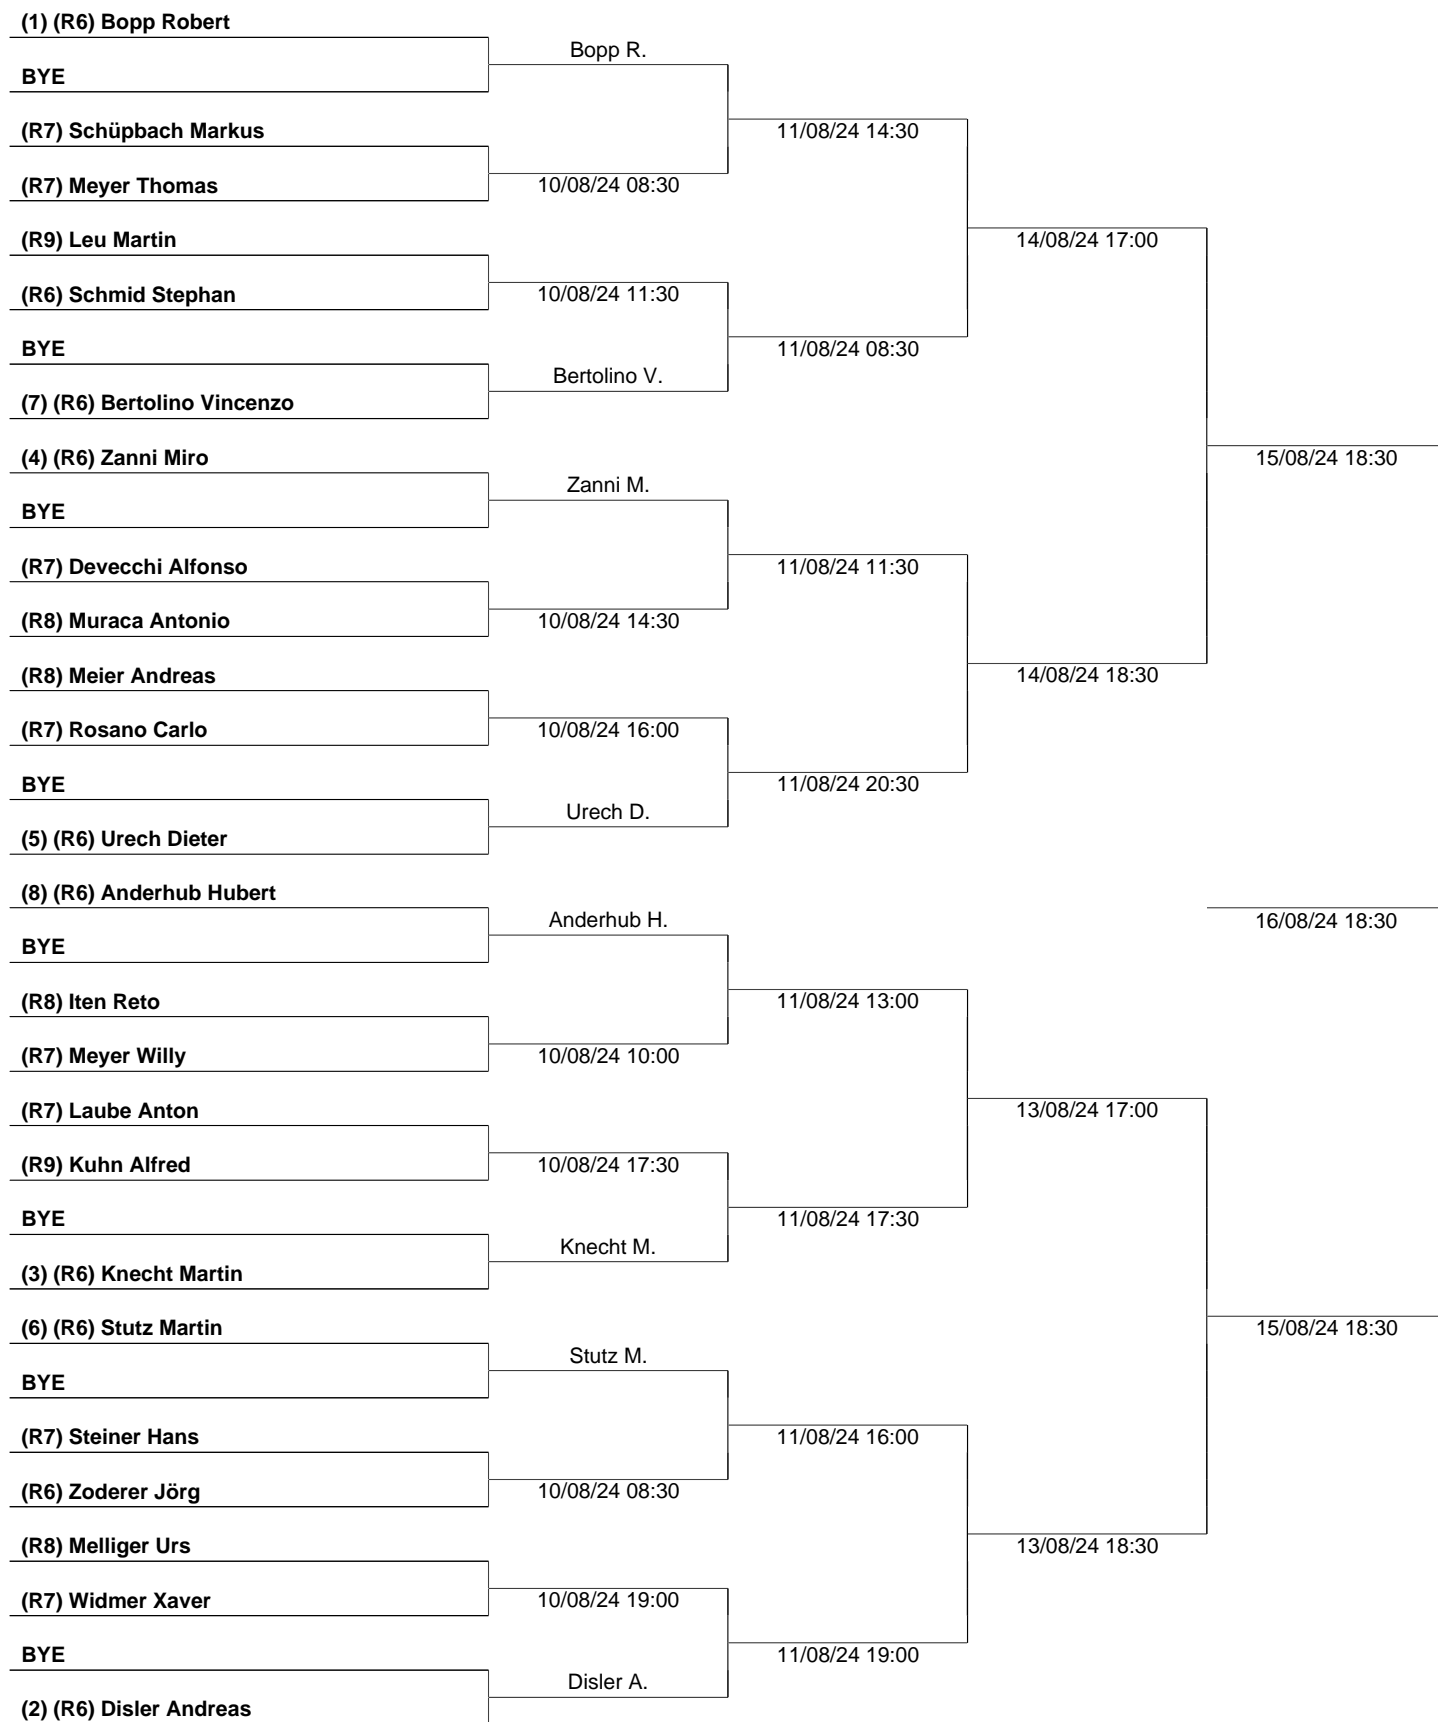 (1) (R6) Bopp Robert
Bopp R.
BYE
(R7) Schüpbach Markus
11/08/24 14:30
(R7) Meyer Thomas
10/08/24 08:30
(R9) Leu Martin
14/08/24 17:00
(R6) Schmid Stephan
10/08/24 11:30
BYE
11/08/24 08:30
Bertolino V.
(7) (R6) Bertolino Vincenzo
(4) (R6) Zanni Miro
15/08/24 18:30
Zanni M.
BYE
(R7) Devecchi Alfonso
11/08/24 11:30
(R8) Muraca Antonio
10/08/24 14:30
(R8) Meier Andreas
14/08/24 18:30
(R7) Rosano Carlo
10/08/24 16:00
BYE
11/08/24 20:30
Urech D.
(5) (R6) Urech Dieter
(8) (R6) Anderhub Hubert
Anderhub H.
16/08/24 18:30
BYE
(R8) Iten Reto
11/08/24 13:00
(R7) Meyer Willy
10/08/24 10:00
(R7) Laube Anton
13/08/24 17:00
(R9) Kuhn Alfred
10/08/24 17:30
BYE
11/08/24 17:30
Knecht M.
(3) (R6) Knecht Martin
(6) (R6) Stutz Martin
15/08/24 18:30
Stutz M.
BYE
(R7) Steiner Hans
11/08/24 16:00
(R6) Zoderer Jörg
10/08/24 08:30
(R8) Melliger Urs
13/08/24 18:30
(R7) Widmer Xaver
10/08/24 19:00
BYE
11/08/24 19:00
Disler A.
(2) (R6) Disler Andreas